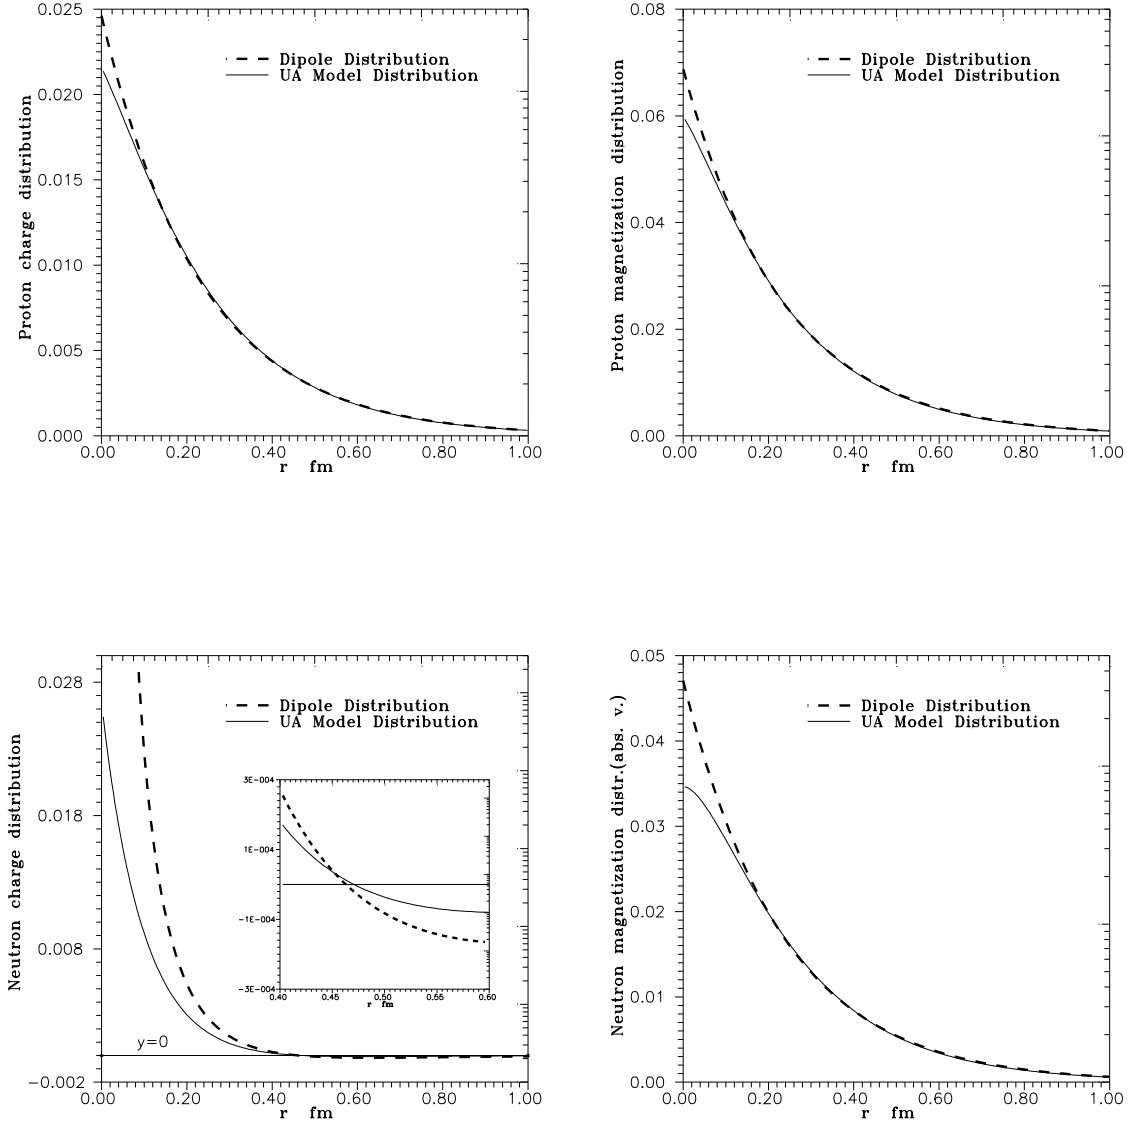 0.025
0.020
0.015
0.010
0.005
0.000
Proton charge distribution
Dipole Distribution
UA Model Distribution
0.00 0.20 0.40 0.60 0.80 1.00
r fm
0.08
0.06
0.04
0.02
0.00
Proton magnetization distribution
Dipole Distribution
UA Model Distribution
0.00 0.20 0.40 0.60 0.80 1.00
r fm
0.028
0.018
0.008
-0.002
Neutron charge distribution
Dipole Distribution
UA Model Distribution
3E-004
1E-004
-1E-004
-3E-004
0.40 0.45 0.50 0.55 0.60
r fm
y=0
0.00 0.20 0.40 0.60 0.80 1.00
r fm
0.05
0.04
0.03
0.02
0.01
0.00
Neutron magnetization distr.(abs. v.)
Dipole Distribution
UA Model Distribution
0.00 0.20 0.40 0.60 0.80 1.00
r fm